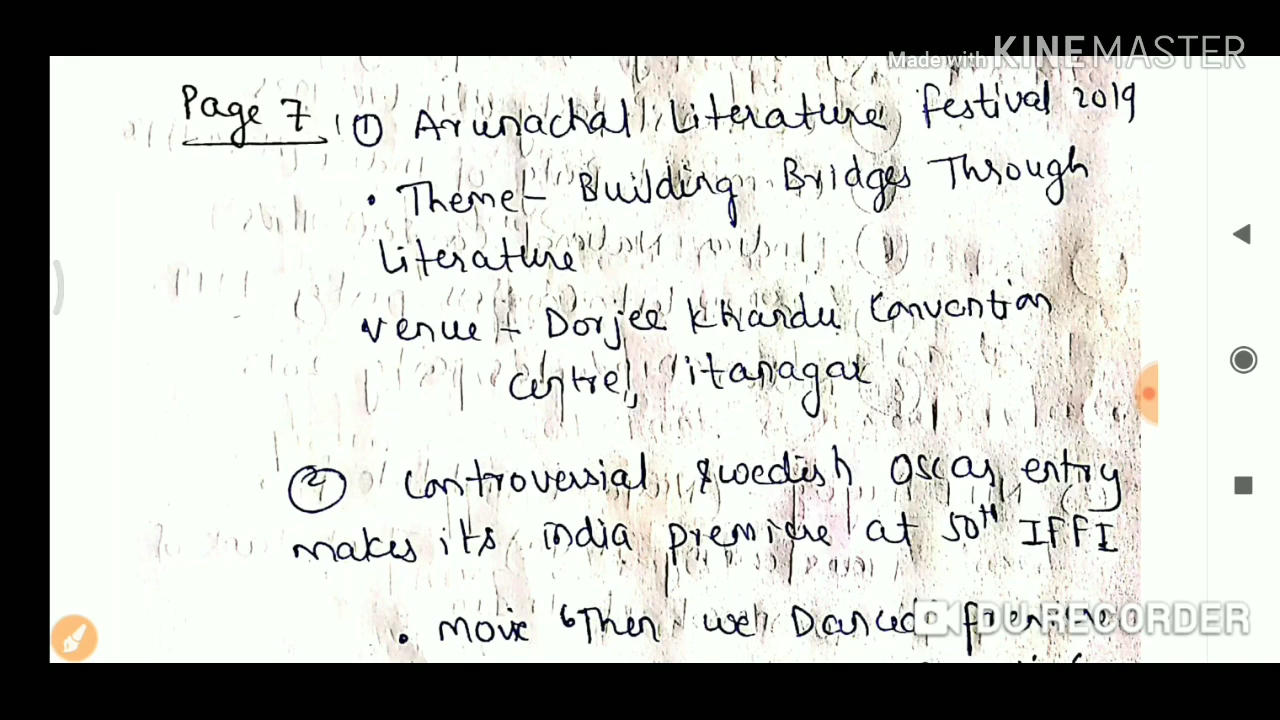 Made with KINEMASTER
Page 7 ① Arunachal Literature festival 2019
• Theme - Building Bridges Through
Literature
venue - Dorjee Khandu Convention
centre, itanagar
② Controversial Swedish Oscar entry
makes its india premiere at 50th IFFI
• Movie 'Then we Danced'
DU RECORDER